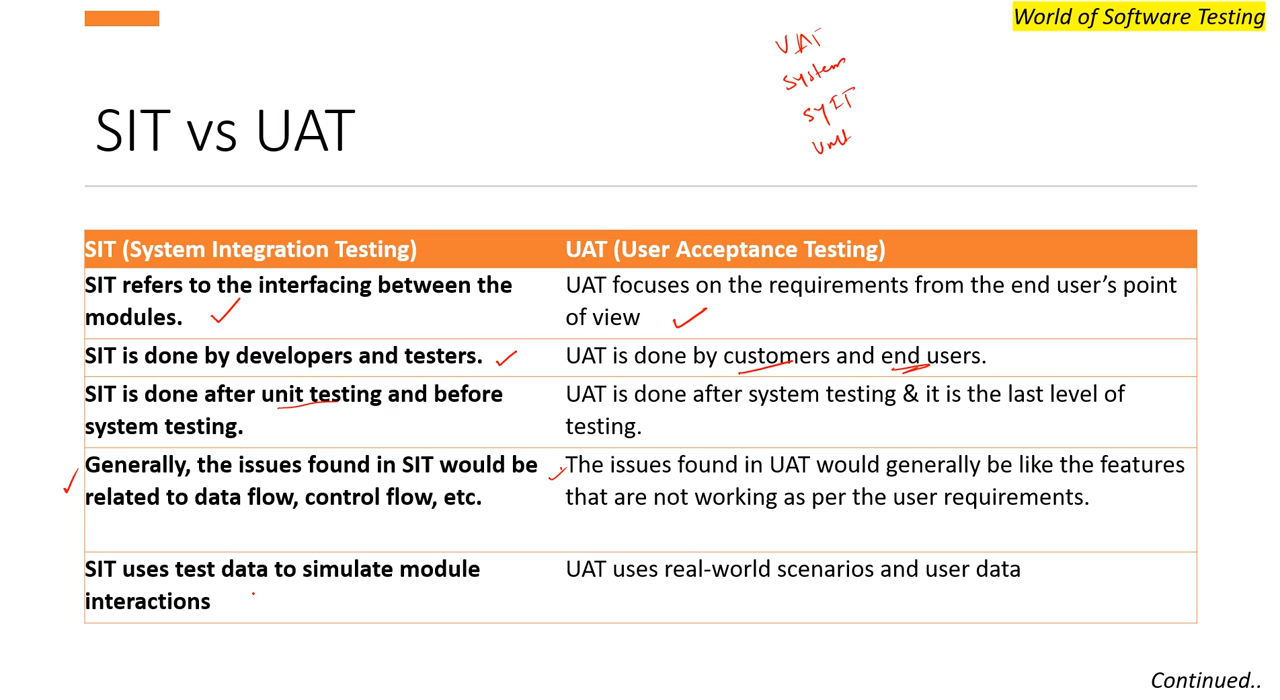 World of Software Testing
UAT
System
SyIT
Unit
SIT vs UAT
SIT (System Integration Testing)
UAT (User Acceptance Testing)
SIT refers to the interfacing between the
modules.
UAT focuses on the requirements from the end user’s point
of view
SIT is done by developers and testers.
UAT is done by customers and end users.
SIT is done after unit testing and before
system testing.
UAT is done after system testing & it is the last level of
testing.
Generally, the issues found in SIT would be
related to data flow, control flow, etc.
The issues found in UAT would generally be like the features
that are not working as per the user requirements.
SIT uses test data to simulate module
interactions
UAT uses real-world scenarios and user data
Continued..